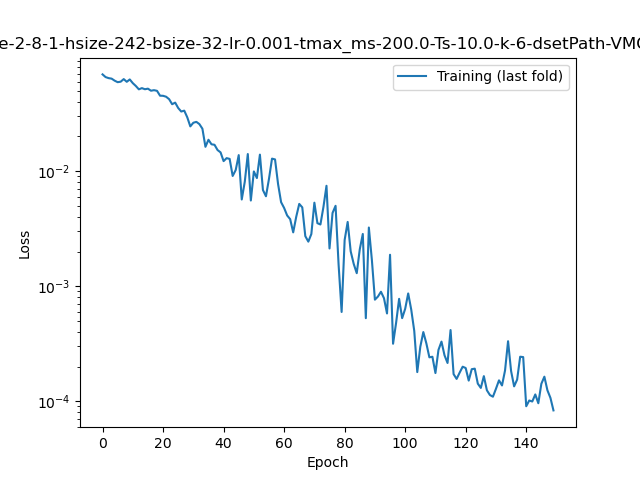 e-2-8-1-hsize-242-bsize-32-lr-0.001-tmax_ms-200.0-Ts-10.0-k-6-dsetPath-VMC
Training (last fold)
Loss
10⁻²
10⁻³
10⁻⁴
0 20 40 60 80 100 120 140
Epoch